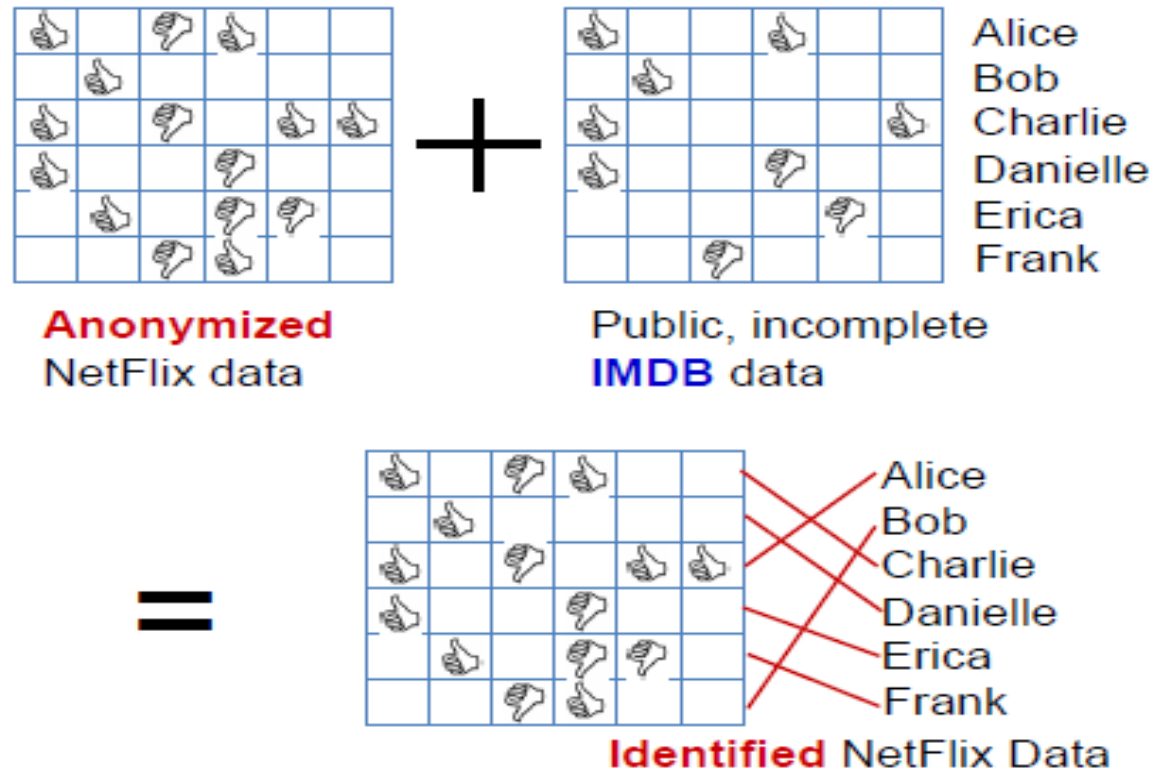 Alice
Bob
Charlie
Danielle
Erica
Frank
Anonymized
NetFlix data
Public, incomplete
IMDB data
Alice
Bob
Charlie
Danielle
Erica
Frank
Identified NetFlix Data